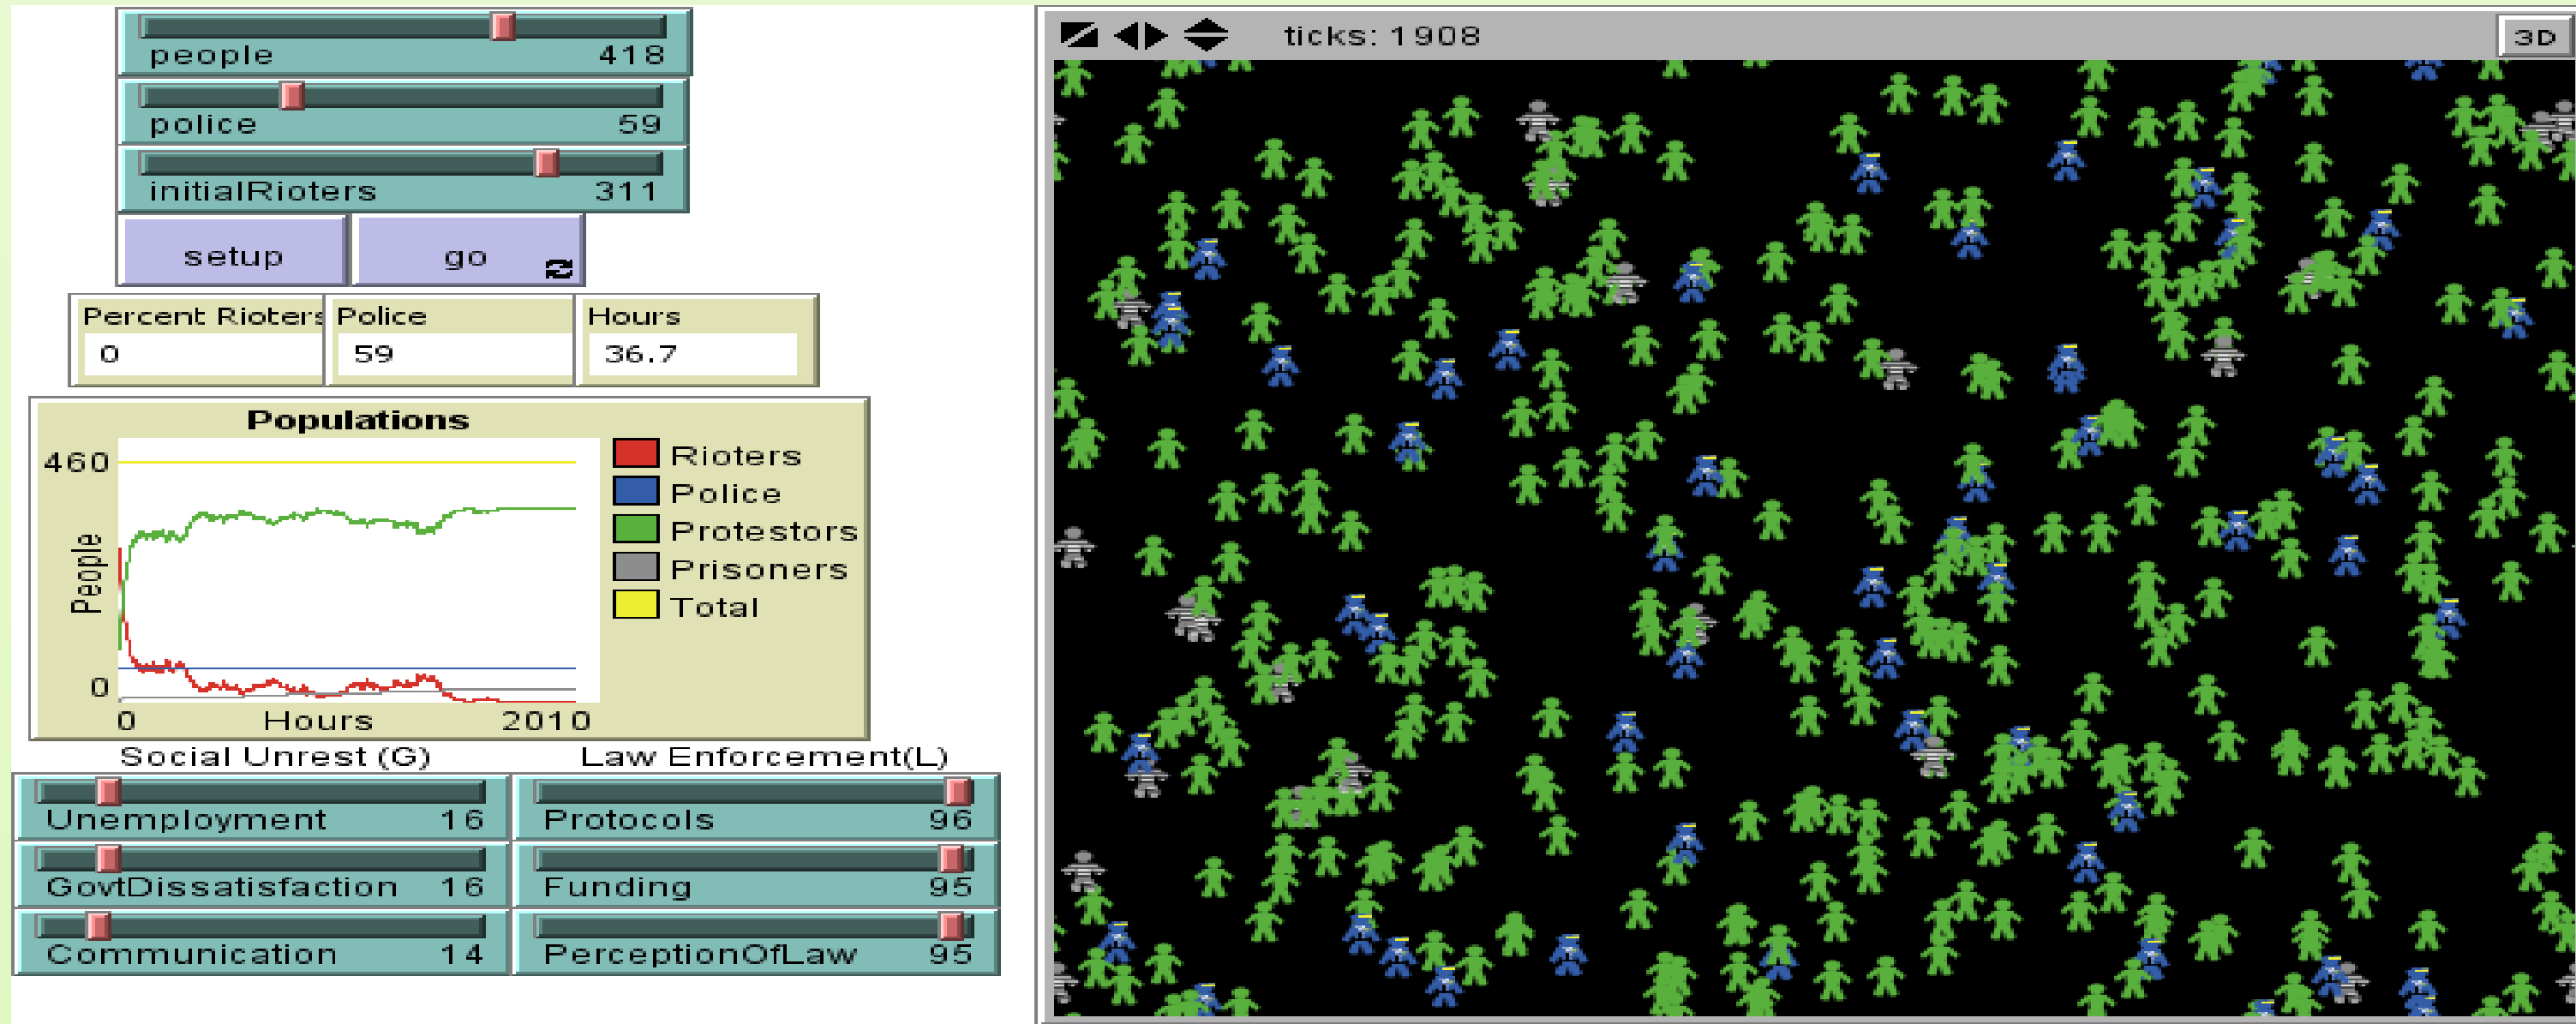 people 418
police 59
initialRioters 311
setup go
Percent Rioters Police Hours
0 59 36.7
Populations
460
0
People
0 Hours 2010
Rioters
Police
Protestors
Prisoners
Total
Social Unrest (G) Law Enforcement(L)
Unemployment 16 Protocols 96
GovtDissatisfaction 16 Funding 95
Communication 14 PerceptionOfLaw 95
ticks: 1908 3D